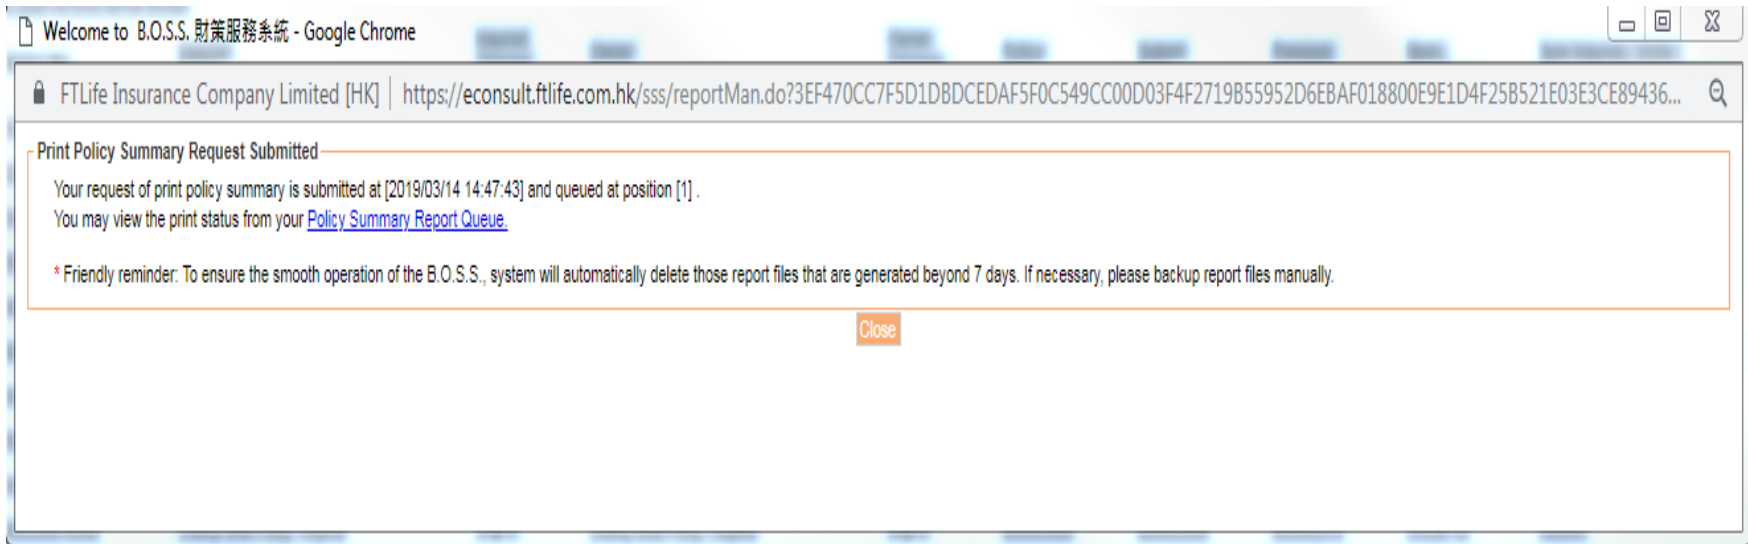 Welcome to B.O.S.S. 財策服務系統 - Google Chrome
FTLife Insurance Company Limited [HK] | https://econsult.ftlife.com.hk/sss/reportMan.do?3EF470CC7F5D1DBDCEDAF5F0C549CC00D03F4F2719B55952D6EBAF018800E9E1D4F25B521E03E3CE89436...
Print Policy Summary Request Submitted
Your request of print policy summary is submitted at [2019/03/14 14:47:43] and queued at position [1] .
You may view the print status from your Policy Summary Report Queue.
* Friendly reminder: To ensure the smooth operation of the B.O.S.S., system will automatically delete those report files that are generated beyond 7 days. If necessary, please backup report files manually.
Close